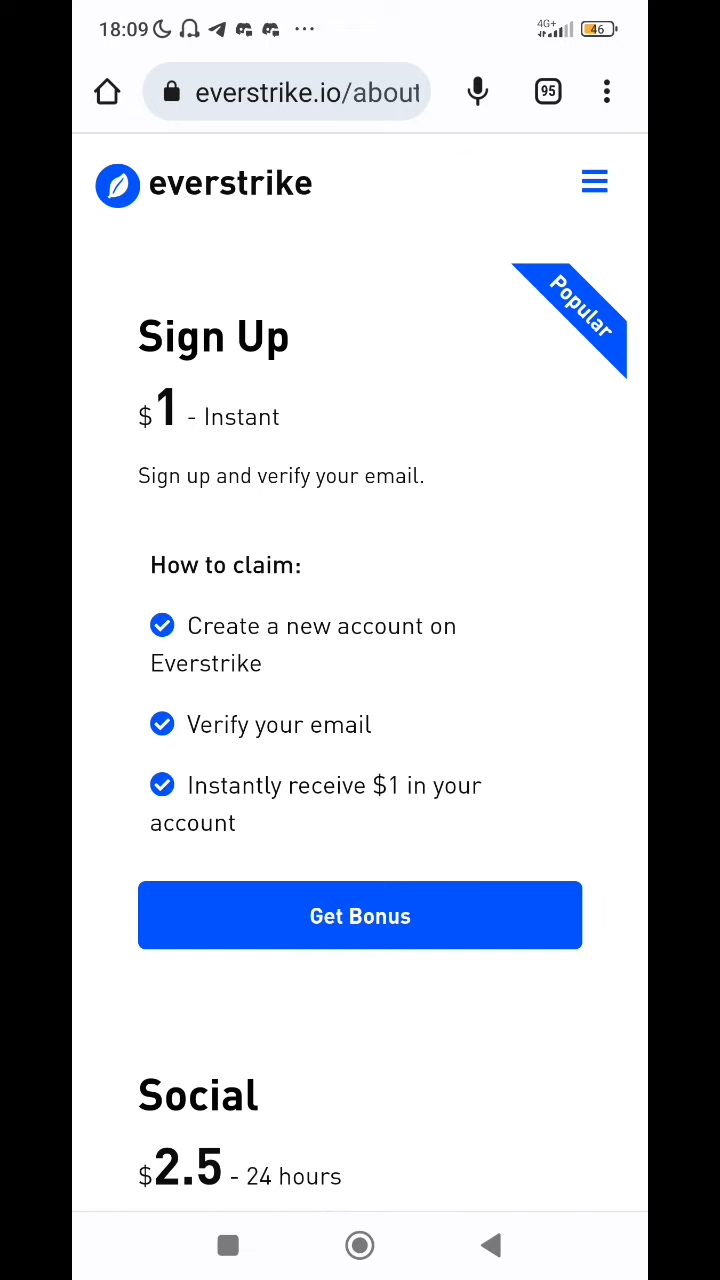 18:09 ... 4G+ 46
everstrike.io/about
95
everstrike
Popular
Sign Up
$1 - Instant
Sign up and verify your email.
How to claim:
Create a new account on
Everstrike
Verify your email
Instantly receive $1 in your
account
Get Bonus
Social
$2.5 - 24 hours